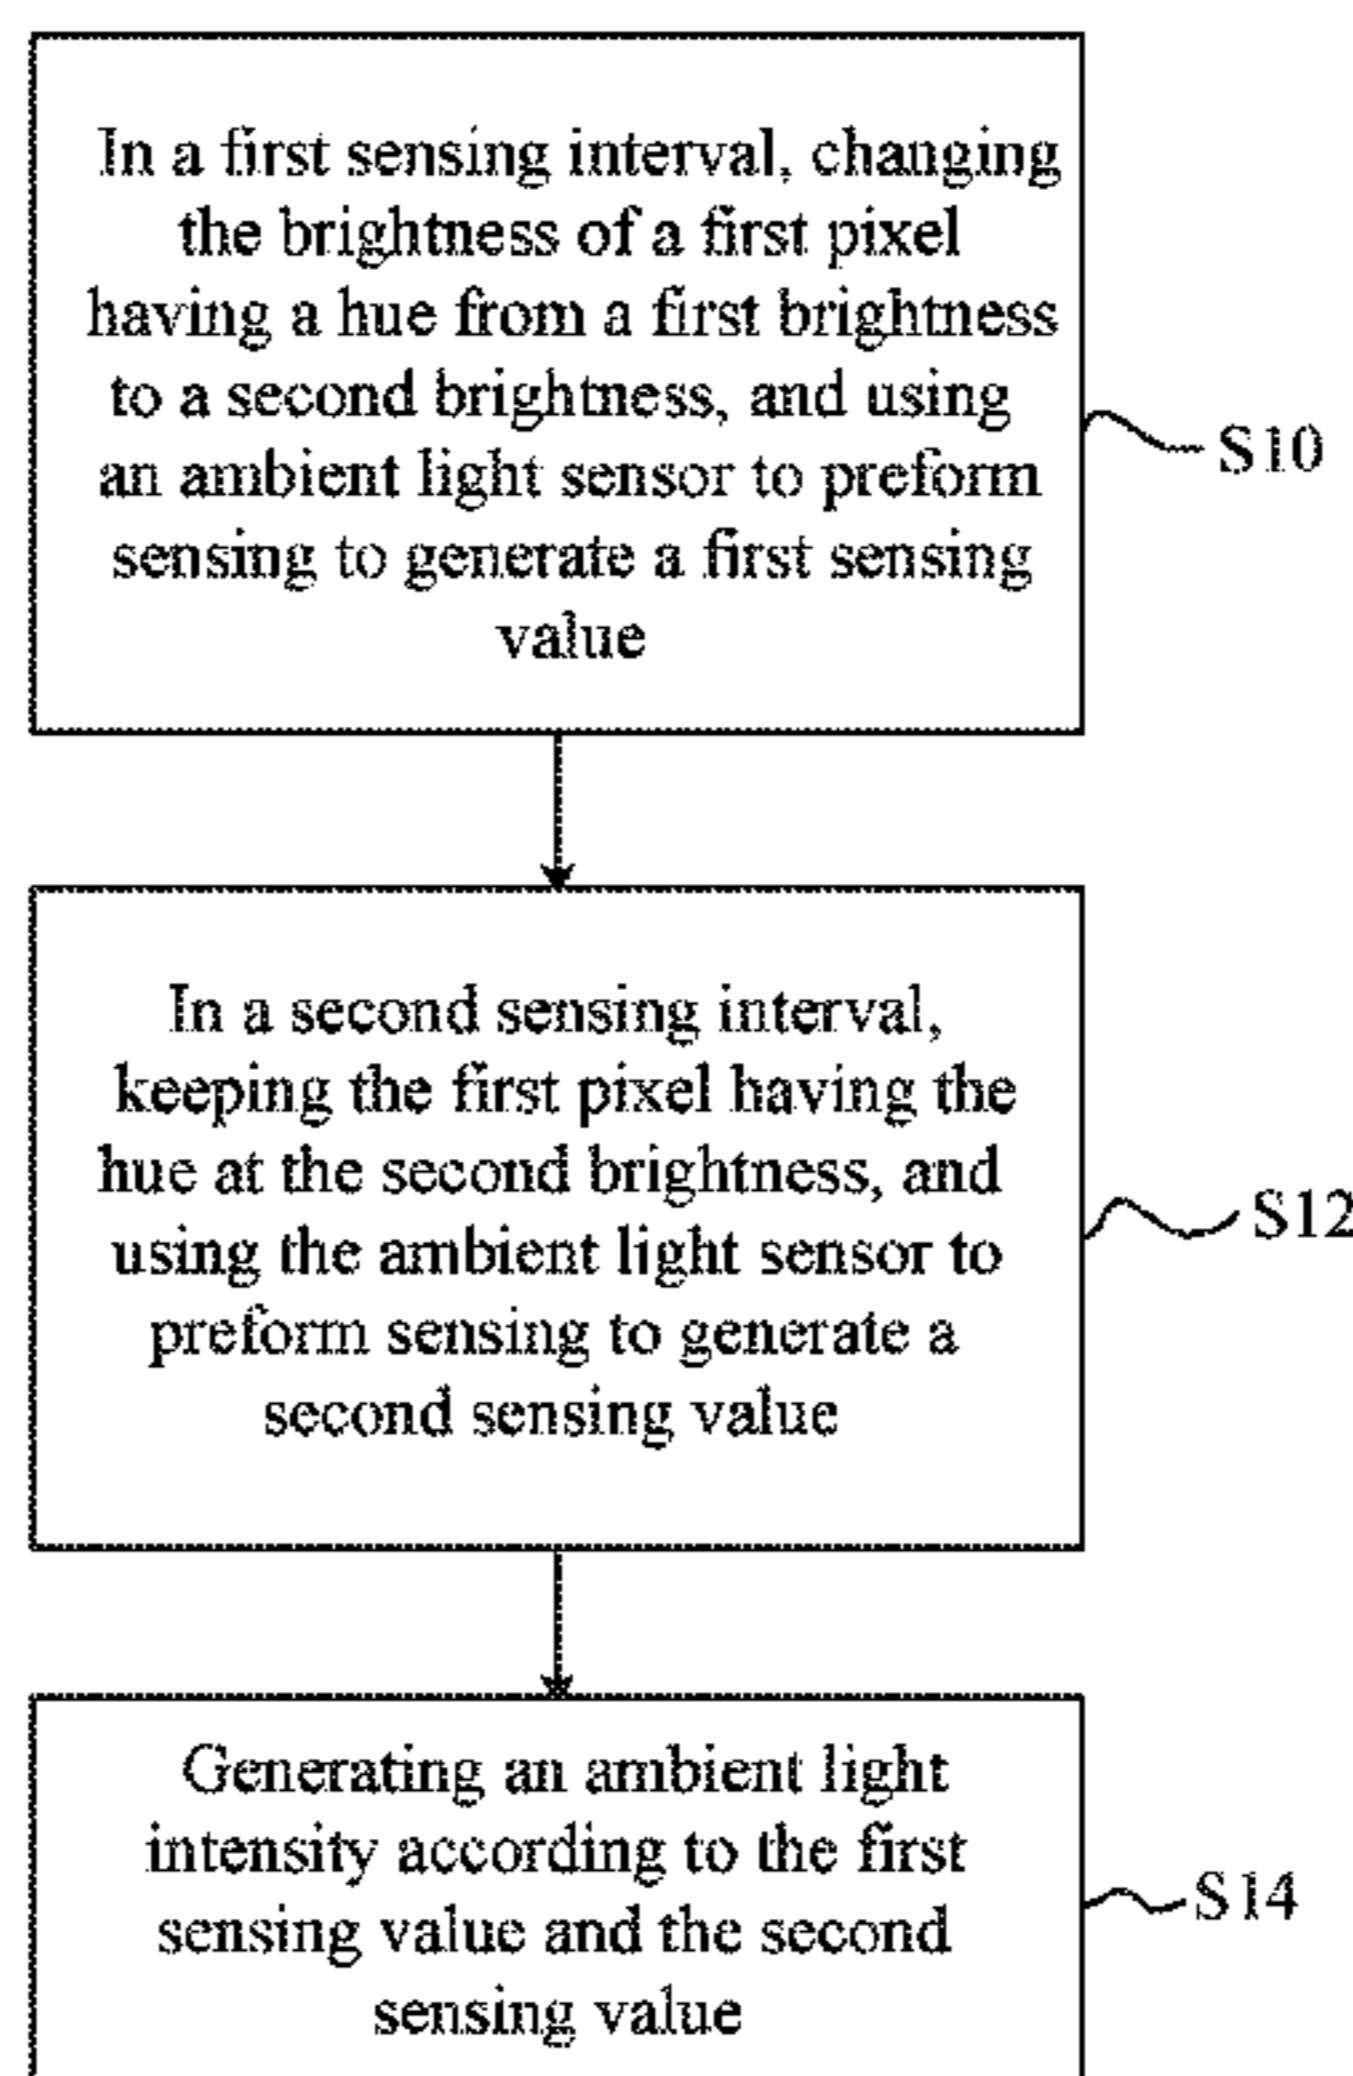 In a first sensing interval, changing
the brightness of a first pixel
having a hue from a first brightness
to a second brightness, and using
an ambient light sensor to preform
sensing to generate a first sensing
value
S10
In a second sensing interval,
keeping the first pixel having the
hue at the second brightness, and
using the ambient light sensor to
preform sensing to generate a
second sensing value
S12
Generating an ambient light
intensity according to the first
sensing value and the second
sensing value
S14